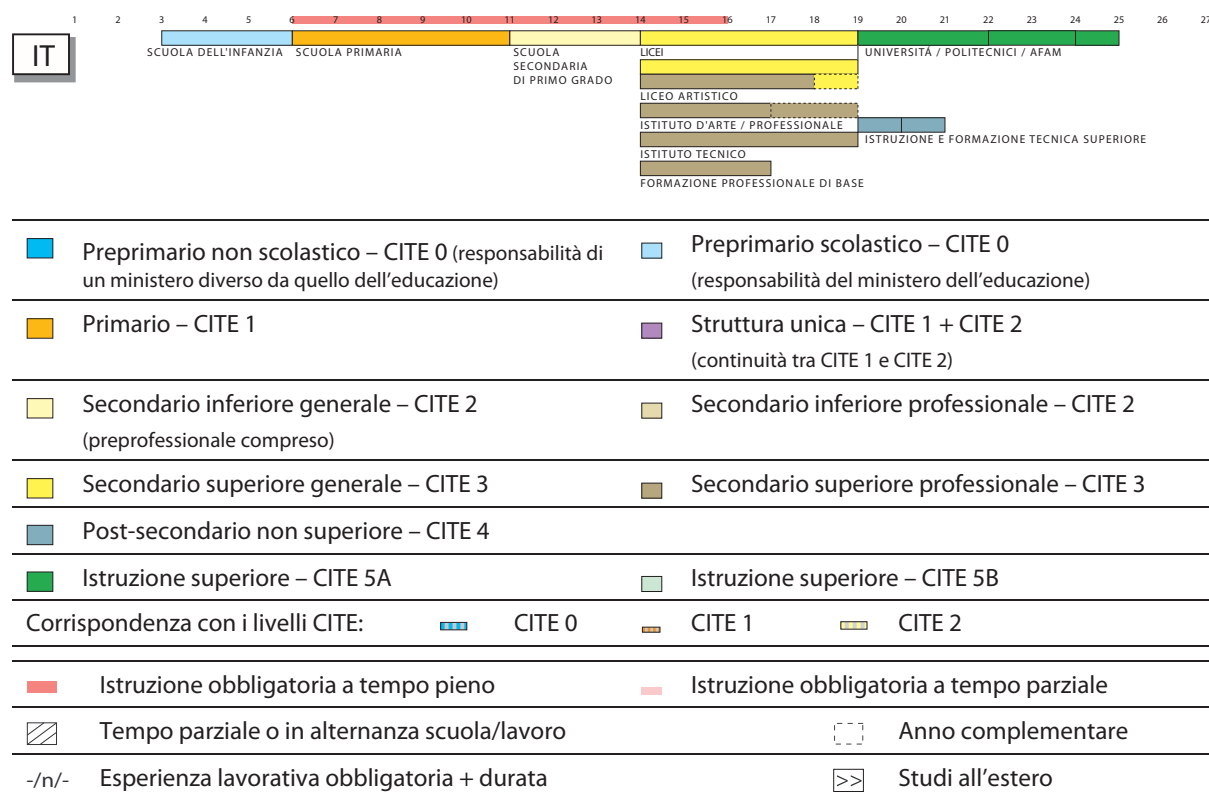 1 2 3 4 5 6 7 8 9 10 11 12 13 14 15 16 17 18 19 20 21 22 23 24 25 26 27
IT
SCUOLA DELL'INFANZIA SCUOLA PRIMARIA SCUOLA SECONDARIA DI PRIMO GRADO LICEI UNIVERSITÁ / POLITECNICI / AFAM
LICEO ARTISTICO
ISTITUTO D'ARTE / PROFESSIONALE
ISTRUZIONE E FORMAZIONE TECNICA SUPERIORE
ISTITUTO TECNICO
FORMAZIONE PROFESSIONALE DI BASE
Preprimario non scolastico – CITE 0 (responsabilità di
un ministero diverso da quello dell'educazione)
Preprimario scolastico – CITE 0
(responsabilità del ministero dell'educazione)
Primario – CITE 1
Struttura unica – CITE 1 + CITE 2
(continuità tra CITE 1 e CITE 2)
Secondario inferiore generale – CITE 2
(preprofessionale compreso)
Secondario inferiore professionale – CITE 2
Secondario superiore generale – CITE 3
Secondario superiore professionale – CITE 3
Post-secondario non superiore – CITE 4
Istruzione superiore – CITE 5A
Istruzione superiore – CITE 5B
Corrispondenza con i livelli CITE: CITE 0 CITE 1 CITE 2
Istruzione obbligatoria a tempo pieno
Istruzione obbligatoria a tempo parziale
Tempo parziale o in alternanza scuola/lavoro
Anno complementare
-/n/- Esperienza lavorativa obbligatoria + durata
>> Studi all'estero